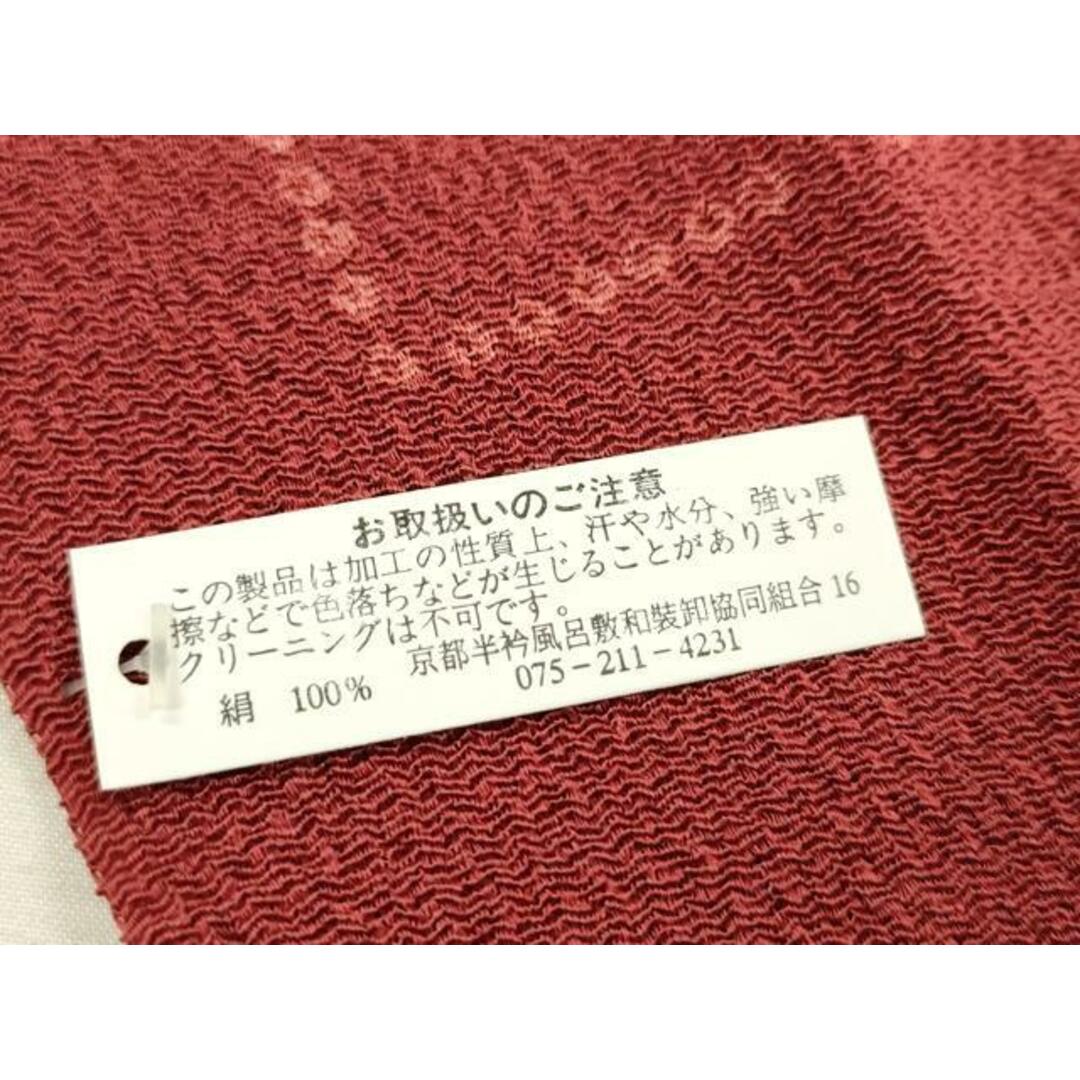 お取扱いのご注意
この製品は加工の性質上、汗や水分、強い摩
擦などで色落ちなどが生じることがあります。
クリーニングは不可です。
京都半衿風呂敷和装卸協同組合16
絹 100%
075-211-4231